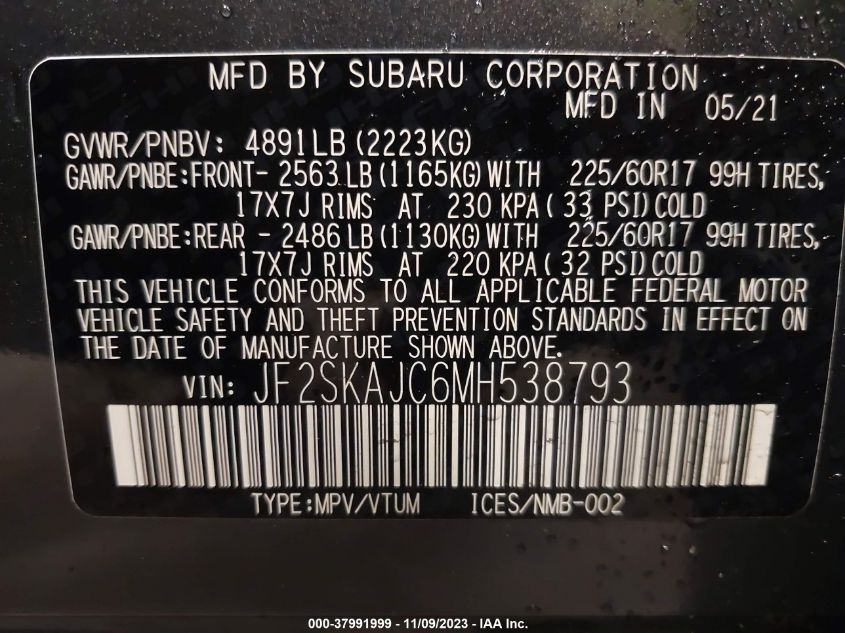 MFD BY SUBARU CORPORATION
MFD IN 05/21
GVWR/PNBV: 4891LB (2223KG)
GAWR/PNBE:FRONT- 2563 LB (1165KG) WITH 225/60R17 99H TIRES,
17X7J RIMS AT 230 KPA ( 33 PSI) COLD
GAWR/PNBE:REAR - 2486 LB (1130KG) WITH 225/60R17 99H TIRES,
17X7J RIMS AT 220 KPA ( 32 PSI) COLD
THIS VEHICLE CONFORMS TO ALL APPLICABLE FEDERAL MOTOR
VEHICLE SAFETY AND THEFT PREVENTION STANDARDS IN EFFECT ON
THE DATE OF MANUFACTURE SHOWN ABOVE.
VIN: JF2SKAJC6MH538793
TYPE:MPV/VTUM ICES/NMB-002
000-37991999 - 11/09/2023 - IAA Inc.